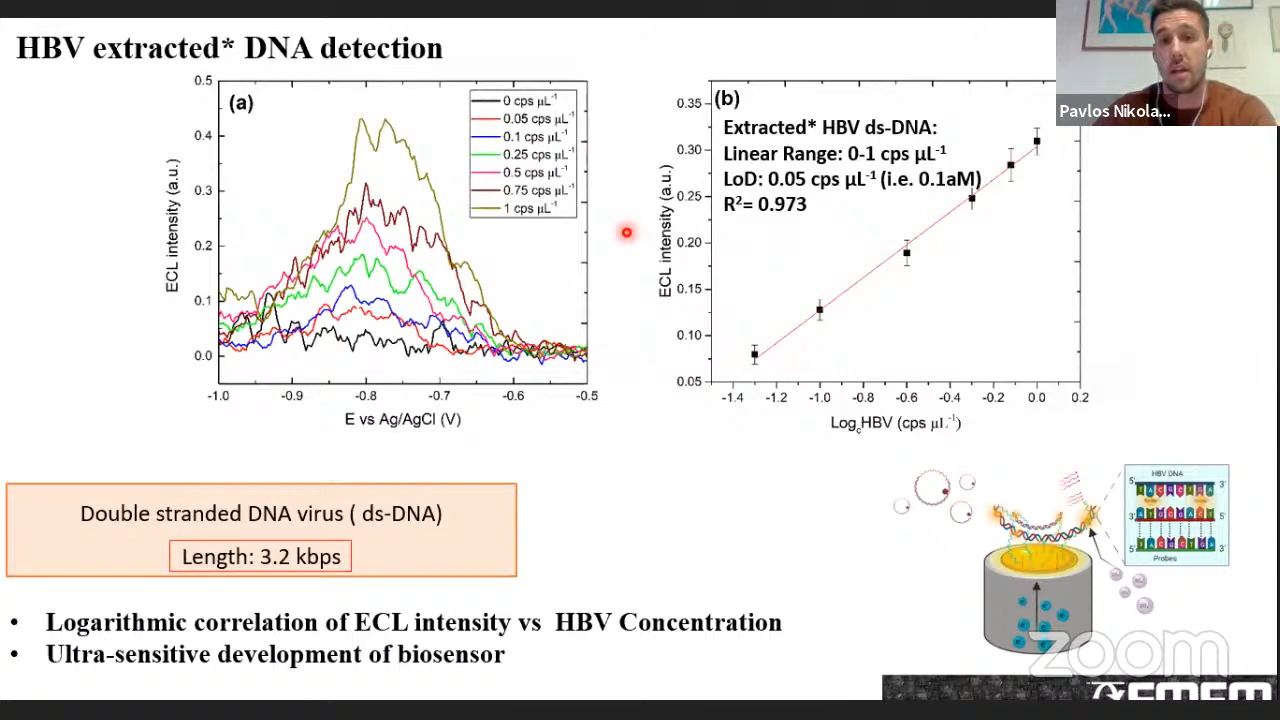 HBV extracted* DNA detection
Pavlos Nikola...
(a)
0 cps µL⁻¹
0.05 cps µL⁻¹
0.1 cps µL⁻¹
0.25 cps µL⁻¹
0.5 cps µL⁻¹
0.75 cps µL⁻¹
1 cps µL⁻¹
ECL intensity (a.u.)
0.5
0.4
0.3
0.2
0.1
0.0
-1.0 -0.9 -0.8 -0.7 -0.6 -0.5
E vs Ag/AgCl (V)
(b)
Extracted* HBV ds-DNA:
Linear Range: 0-1 cps µL⁻¹
LoD: 0.05 cps µL⁻¹ (i.e. 0.1aM)
R²= 0.973
ECL intensity (a.u.)
0.35
0.30
0.25
0.20
0.15
0.10
0.05
-1.4 -1.2 -1.0 -0.8 -0.6 -0.4 -0.2 0.0 0.2
Log_cHBV (cps µL⁻¹)
Double stranded DNA virus ( ds-DNA)
Length: 3.2 kbps
HBV DNA
5' T A C G C T G A 3'
3' A T G C G A C T 5'
5' T A C G C T G A 3'
Probes
• Logarithmic correlation of ECL intensity vs HBV Concentration
• Ultra-sensitive development of biosensor
zoom